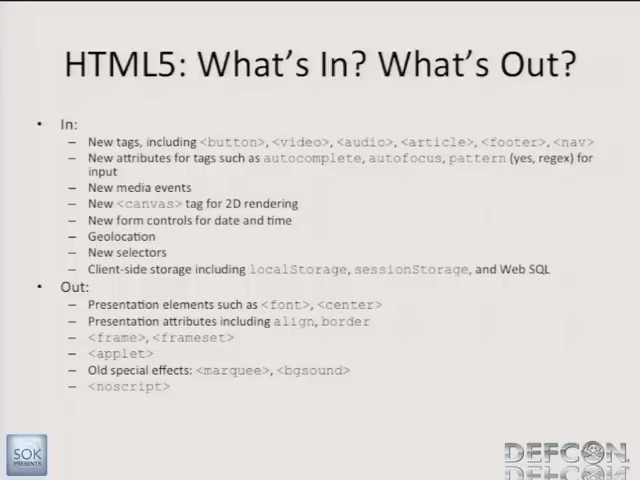 HTML5: What's In? What's Out?
• In:
– New tags, including <button>, <video>, <audio>, <article>, <footer>, <nav>
– New attributes for tags such as autocomplete, autofocus, pattern (yes, regex) for
input
– New media events
– New <canvas> tag for 2D rendering
– New form controls for date and time
– Geolocation
– New selectors
– Client-side storage including localStorage, sessionStorage, and Web SQL
• Out:
– Presentation elements such as <font>, <center>
– Presentation attributes including align, border
– <frame>, <frameset>
– <applet>
– Old special effects: <marquee>, <bgsound>
– <noscript>
SOK
PRESENTS
DEFCON